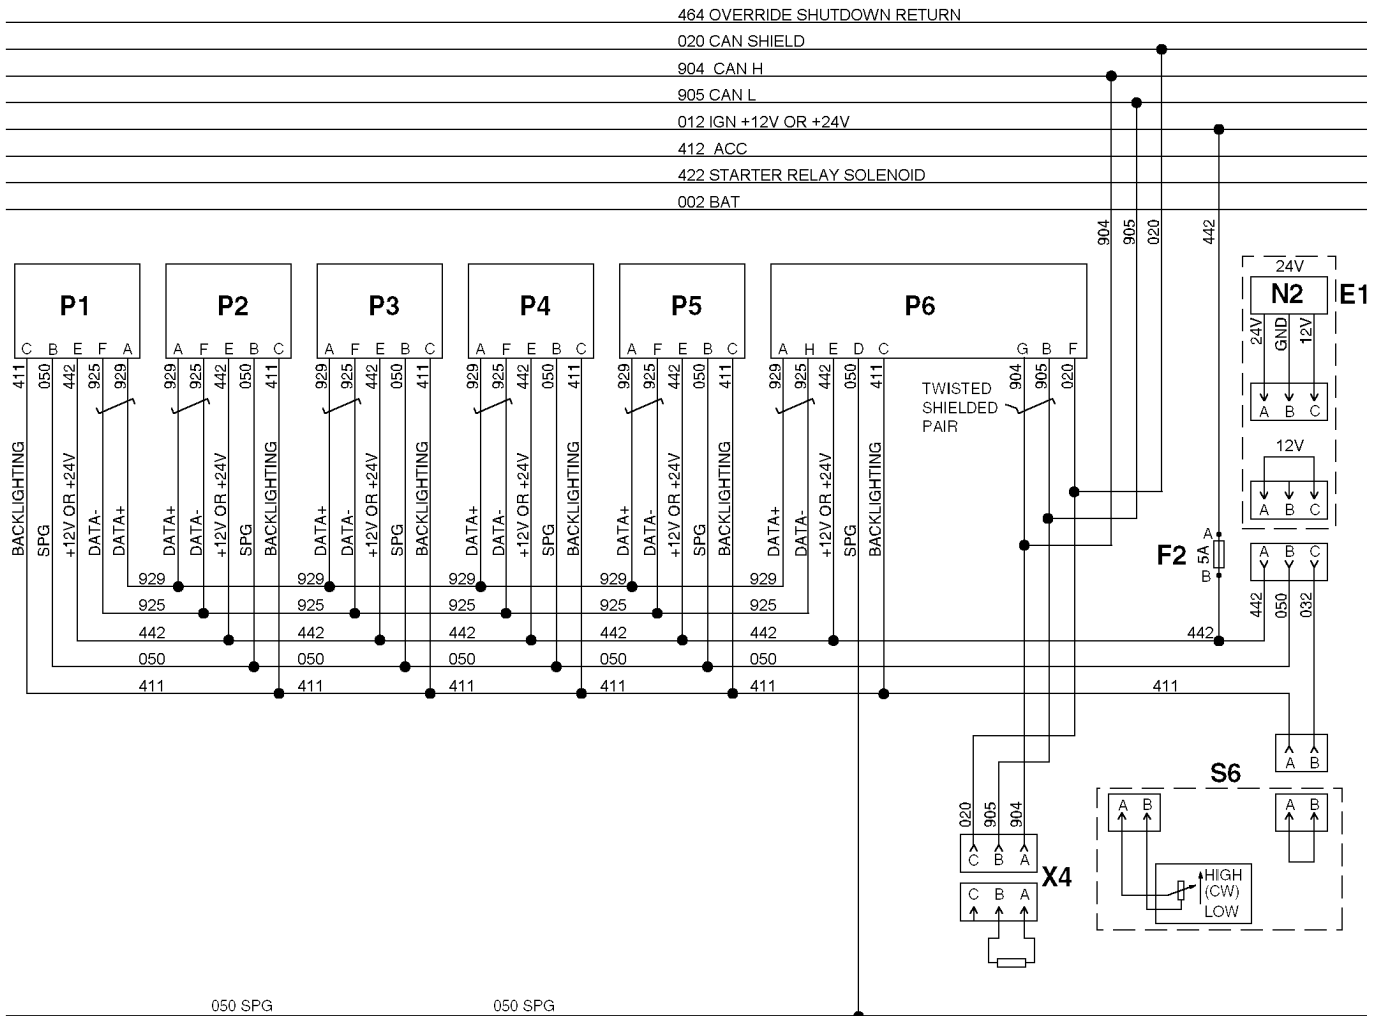 464 OVERRIDE SHUTDOWN RETURN
020 CAN SHIELD
904 CAN H
905 CAN L
012 IGN +12V OR +24V
412 ACC
422 STARTER RELAY SOLENOID
002 BAT
904 905 020 442
P1 P2 P3 P4 P5 P6
24V
N2 E1
24V GND 12V
C B E F A
A F E B C
A F E B C
A F E B C
A F E B C
A H E D C G B F
411 050 442 925 929
929 925 442 050 411
929 925 442 050 411
929 925 442 050 411
929 925 442 050 411
929 925 442 050 411
904 905 020
TWISTED
SHIELDED
PAIR
A B C
12V
A B C
BACKLIGHTING SPG +12V OR +24V DATA- DATA+
DATA+ DATA- +12V OR +24V SPG BACKLIGHTING
DATA+ DATA- +12V OR +24V SPG BACKLIGHTING
DATA+ DATA- +12V OR +24V SPG BACKLIGHTING
DATA+ DATA- +12V OR +24V SPG BACKLIGHTING
DATA+ DATA- +12V OR +24V SPG BACKLIGHTING
A
F2 5A
B
A B C
442 050 032
929 929 929 929 929
925 925 925 925 925
442 442 442 442 442 442
050 050 050 050 050
411 411 411 411 411 411
A B
S6
A B A B
020 905 904
C B A
X4
C B A
HIGH
(CW)
LOW
050 SPG 050 SPG